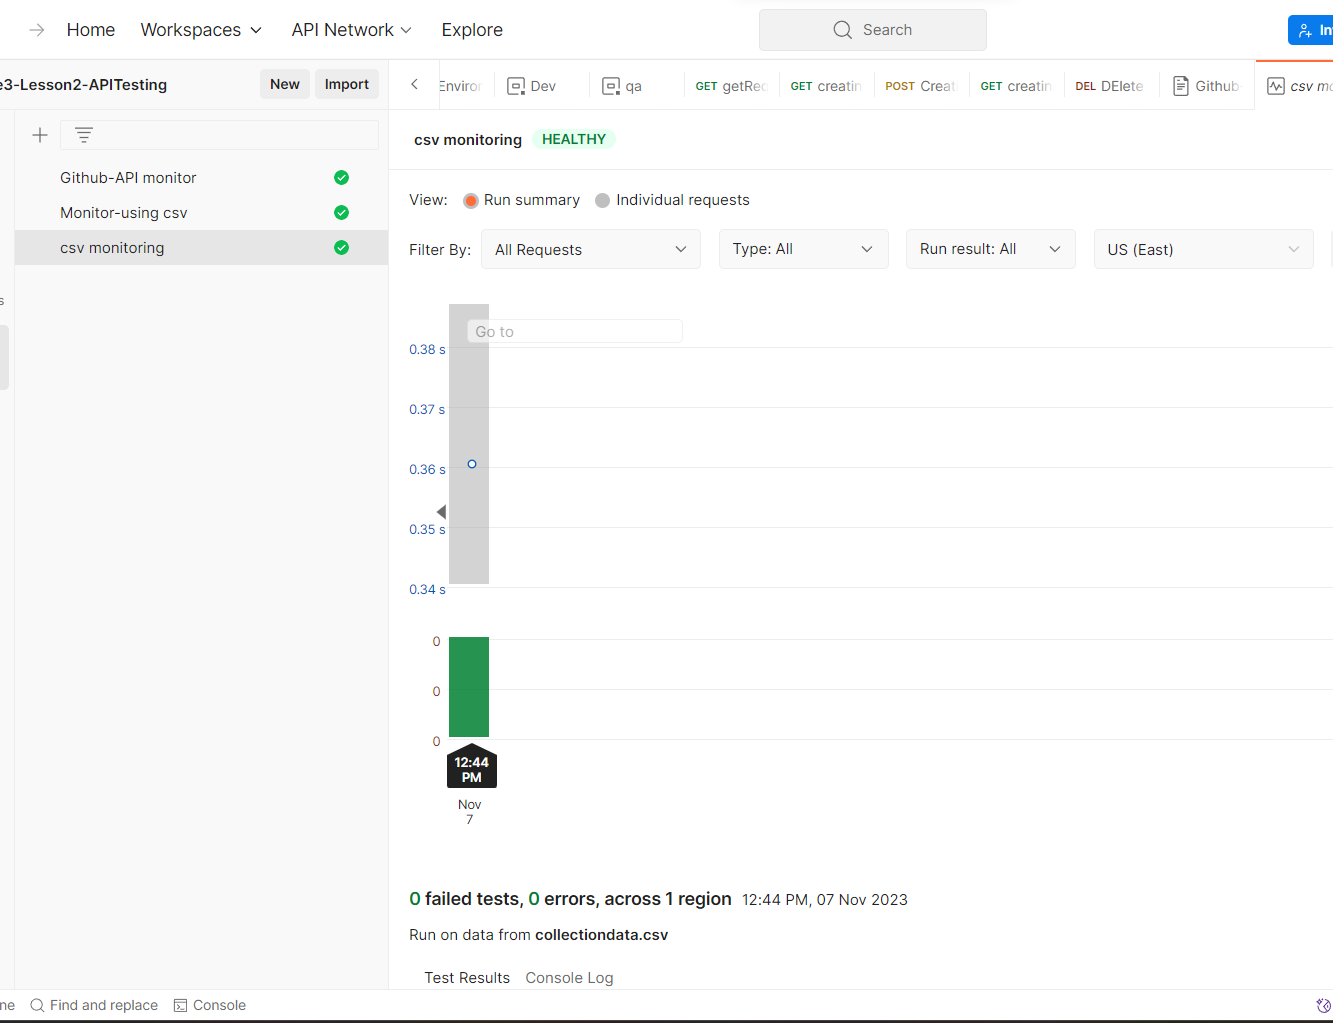 Home Workspaces API Network Explore Search
e3-Lesson2-APITesting New Import
Environ Dev qa GET getRec GET creatin POST Creat GET creatin DEL DElete Github csv mo
csv monitoring HEALTHY
Github-API monitor
Monitor-using csv
csv monitoring
View: Run summary Individual requests
Filter By: All Requests Type: All Run result: All US (East)
s
Go to
0.38 s
0.37 s
0.36 s
0.35 s
0.34 s
0
0
0
12:44
PM
Nov
7
0 failed tests, 0 errors, across 1 region 12:44 PM, 07 Nov 2023
Run on data from collectiondata.csv
Test Results Console Log
ne Find and replace Console